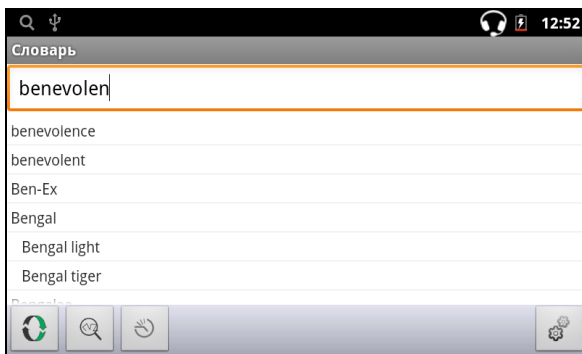 12:52
Словарь
benevolen
benevolence
benevolent
Ben-Ex
Bengal
Bengal light
Bengal tiger